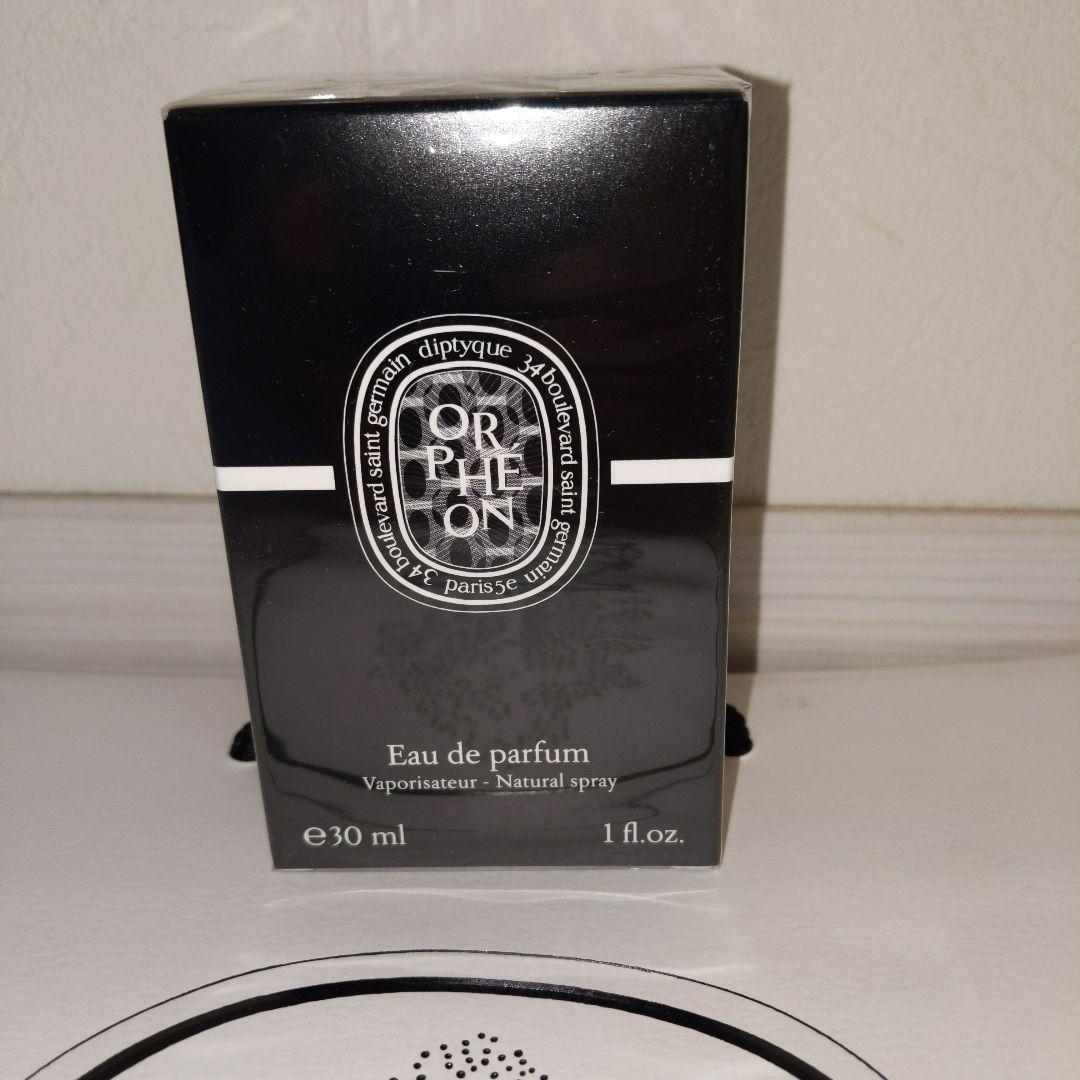 diptyque
34 boulevard saint germain
paris5e
34 boulevard saint germain
OR
PHÉ
ON
Eau de parfum
Vaporisateur - Natural spray
℮30 ml
1 fl.oz.